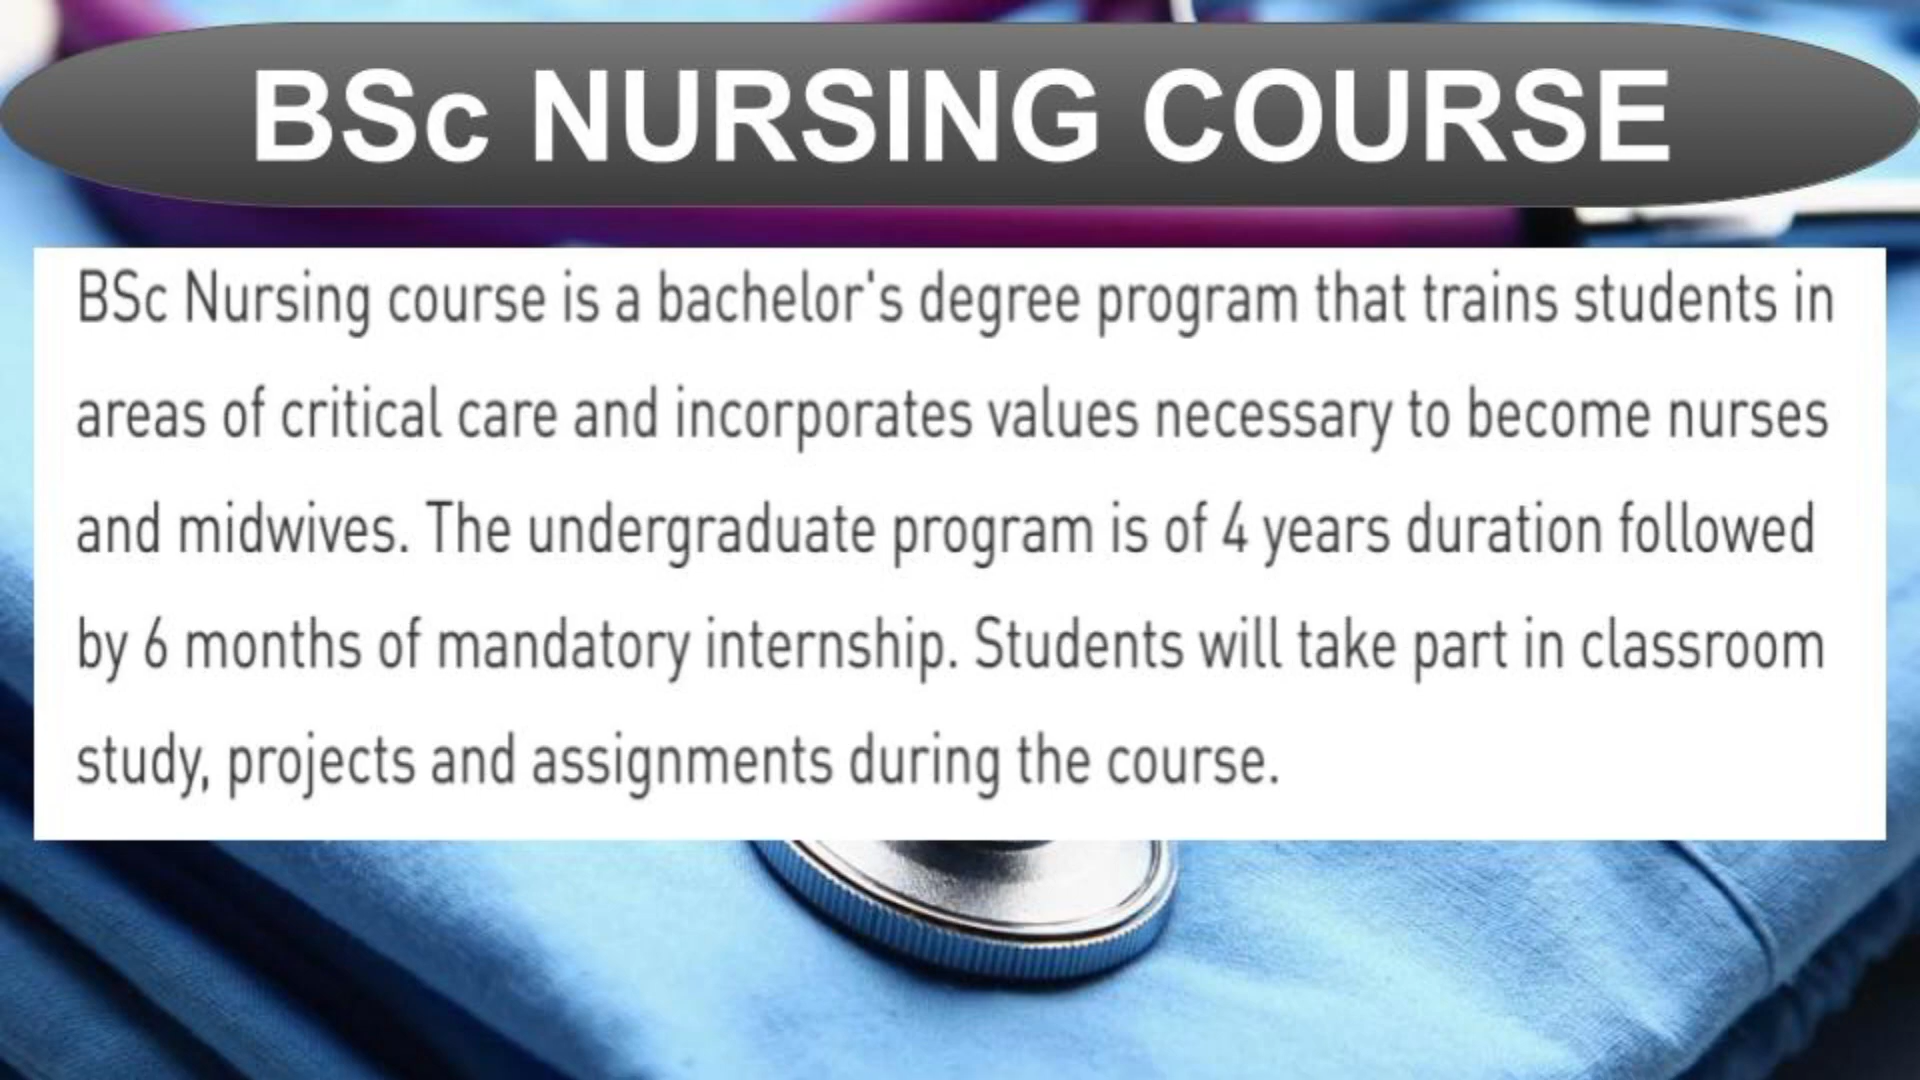 BSc NURSING COURSE
BSc Nursing course is a bachelor's degree program that trains students in
areas of critical care and incorporates values necessary to become nurses
and midwives. The undergraduate program is of 4 years duration followed
by 6 months of mandatory internship. Students will take part in classroom
study, projects and assignments during the course.